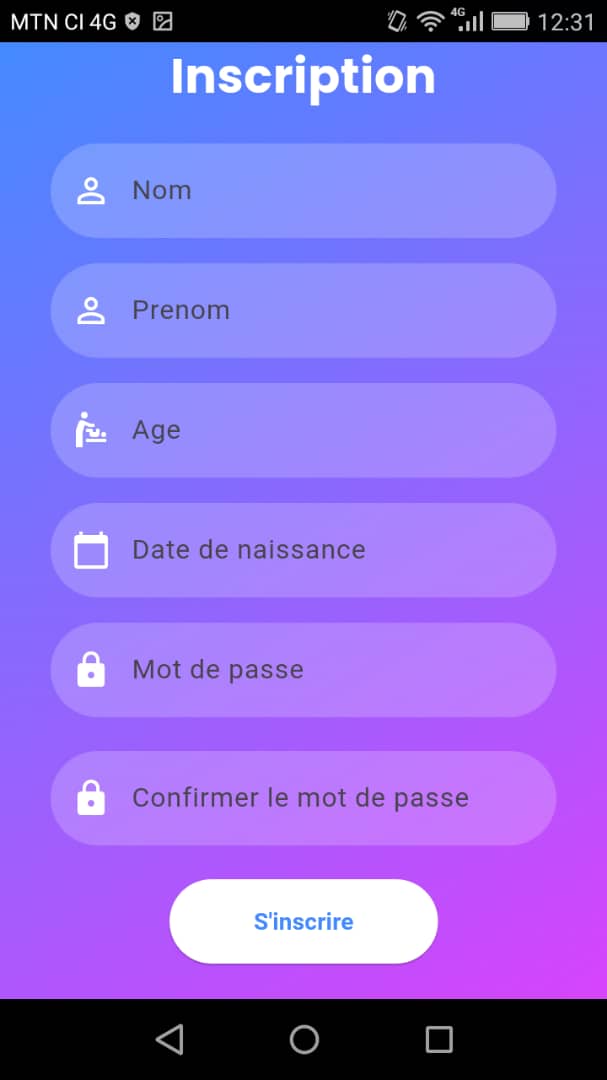 MTN CI 4G
4G
12:31
Inscription
Nom
Prenom
Age
Date de naissance
Mot de passe
Confirmer le mot de passe
S'inscrire